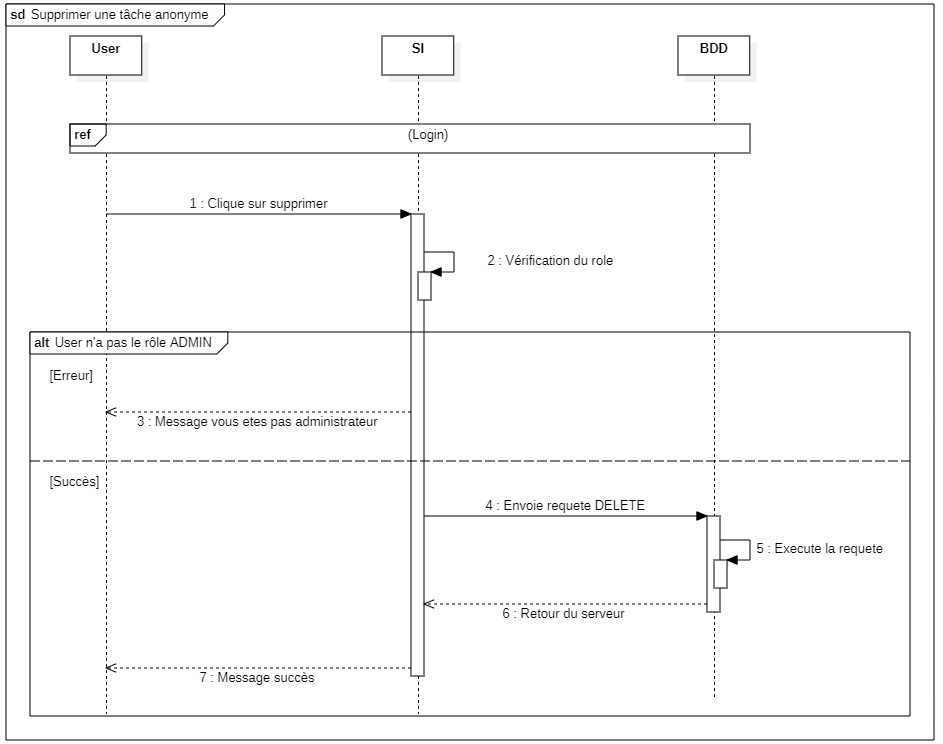 sd Supprimer une tâche anonyme
User
SI
BDD
ref
(Login)
1 : Clique sur supprimer
2 : Vérification du role
alt User n'a pas le rôle ADMIN
[Erreur]
3 : Message vous etes pas administrateur
[Succès]
4 : Envoie requete DELETE
5 : Execute la requete
6 : Retour du serveur
7 : Message succès